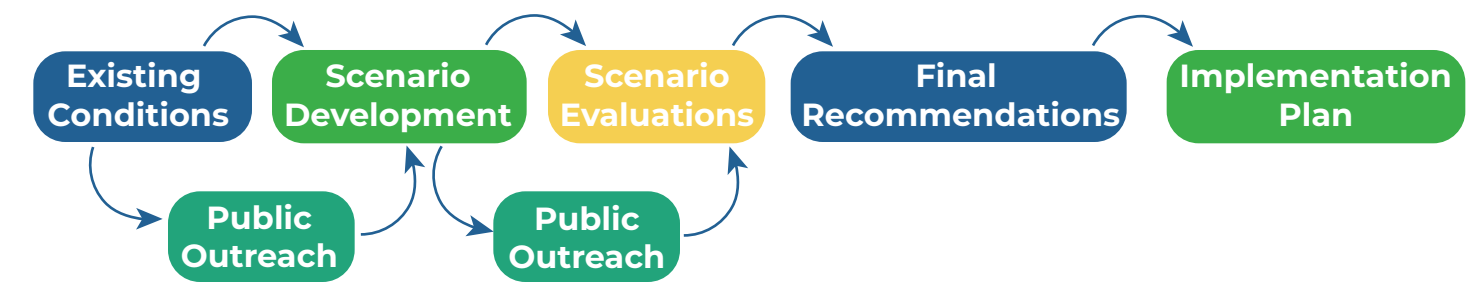 Existing
Conditions
Scenario
Development
Scenario
Evaluations
Final
Recommendations
Implementation
Plan
Public
Outreach
Public
Outreach